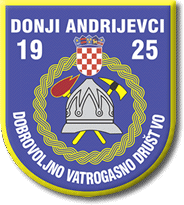 DONJI ANDRIJEVCI
19 25
DOBROVOLJNO VATROGASNO DRUŠTVO